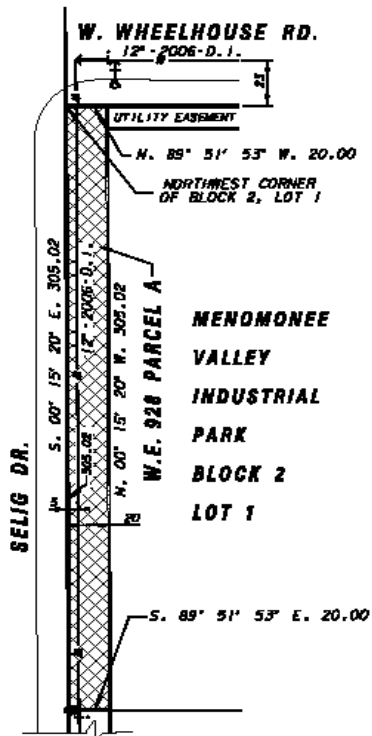 W. WHEELHOUSE RD.
12"-2006-D.I.
25
UTILITY EASEMENT
N. 89° 51' 53" W. 20.00
NORTHWEST CORNER
OF BLOCK 2, LOT 1
S. 00° 15' 20" E. 305.02
12"-2006-D.I.
305.02
N. 00° 15' 20" W. 305.02
W.E. 928 PARCEL A
MENOMONEE
VALLEY
INDUSTRIAL
PARK
BLOCK 2
LOT 1
SELIG DR.
20
S. 89° 51' 53" E. 20.00